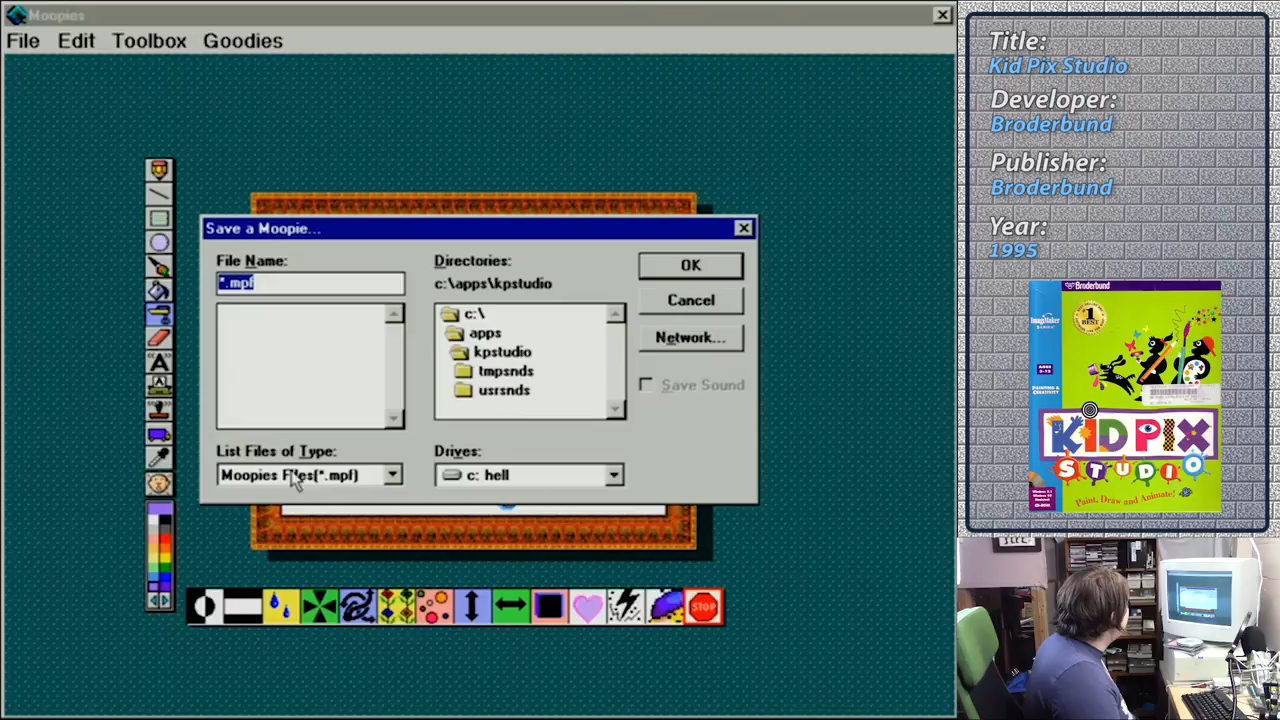 Moopies
File Edit Toolbox Goodies
Save a Moopie...
File Name:
*.mpf
Directories:
c:\apps\kpstudio
c:\
apps
kpstudio
tmpsnds
usrsnds
OK
Cancel
Network...
Save Sound
List Files of Type:
Moopies Files(*.mpf)
Drives:
c: hell
STOP
Title:
Kid Pix Studio
Developer:
Broderbund
Publisher:
Broderbund
Year:
1995
Brøderbund
BEST
KID PIX
STUDIO
Paint, Draw and Animate!